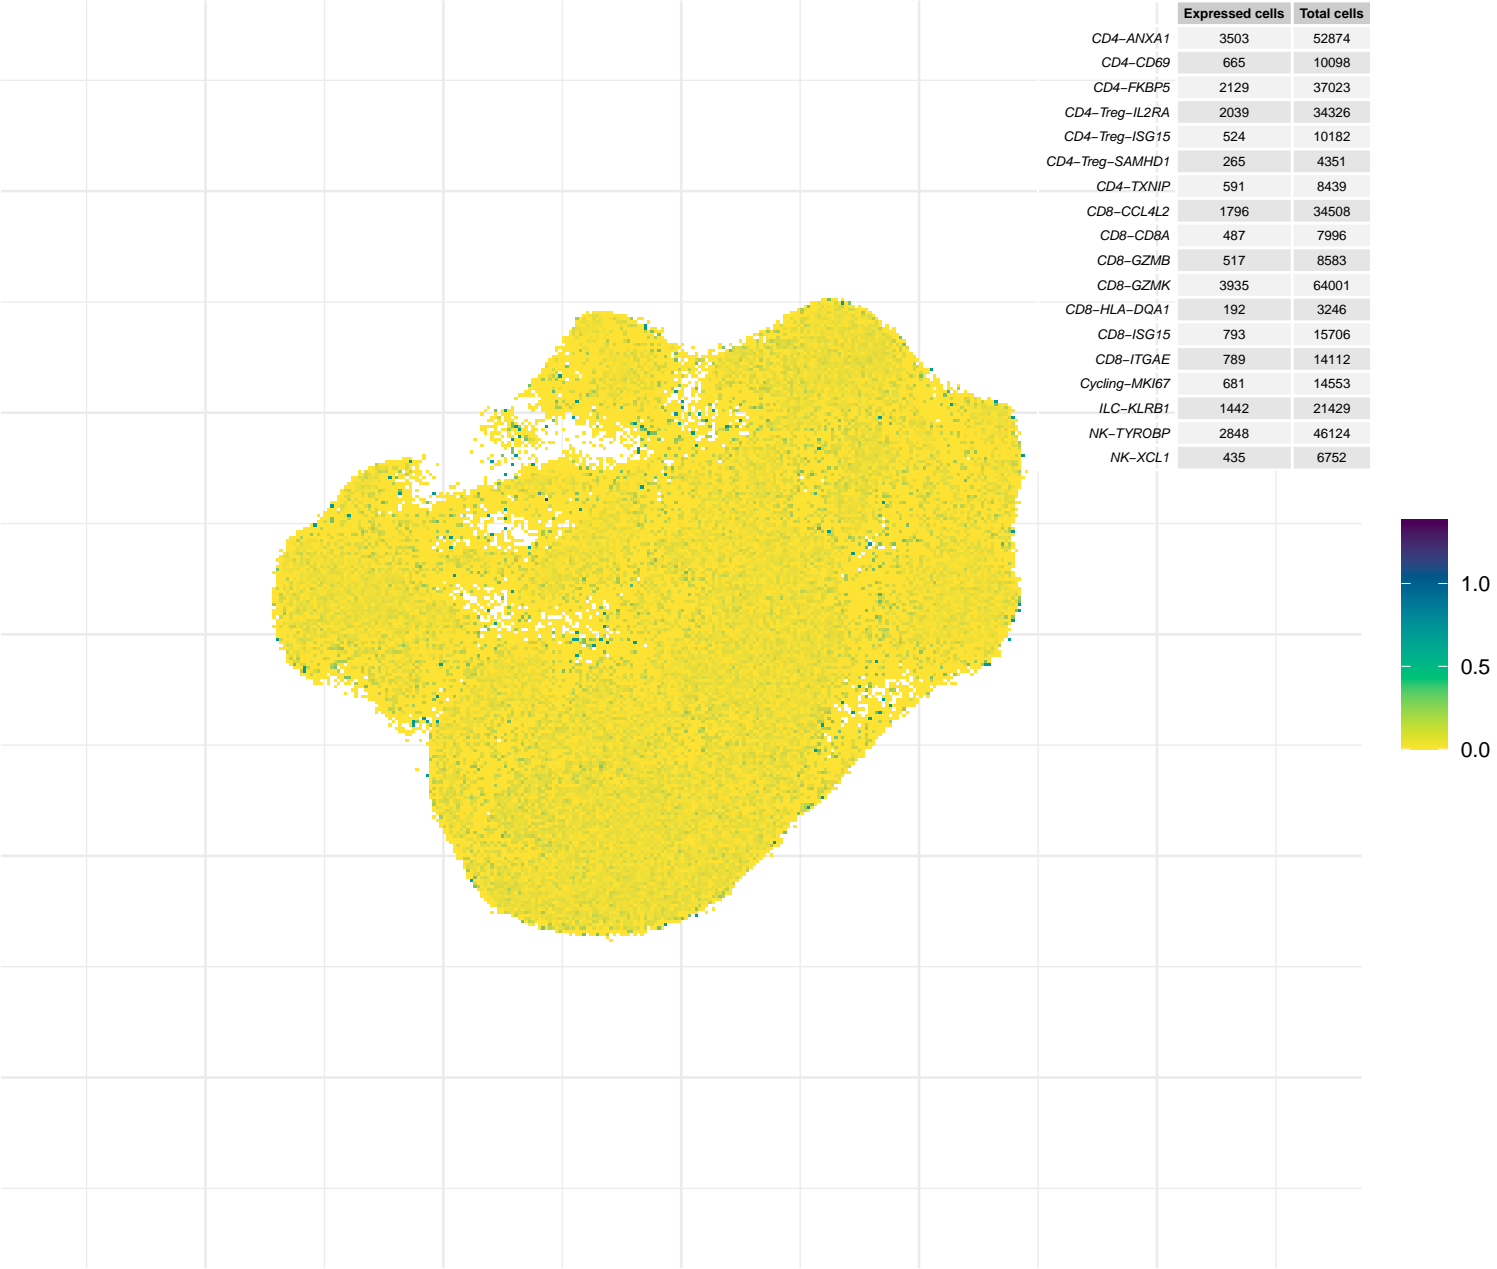 Expressed cells Total cells
CD4−ANXA1 3503 52874
CD4−CD69 665 10098
CD4−FKBP5 2129 37023
CD4−Treg−IL2RA 2039 34326
CD4−Treg−ISG15 524 10182
CD4−Treg−SAMHD1 265 4351
CD4−TXNIP 591 8439
CD8−CCL4L2 1796 34508
CD8−CD8A 487 7996
CD8−GZMB 517 8583
CD8−GZMK 3935 64001
CD8−HLA−DQA1 192 3246
CD8−ISG15 793 15706
CD8−ITGAE 789 14112
Cycling−MKI67 681 14553
ILC−KLRB1 1442 21429
NK−TYROBP 2848 46124
NK−XCL1 435 6752
1.0
0.5
0.0